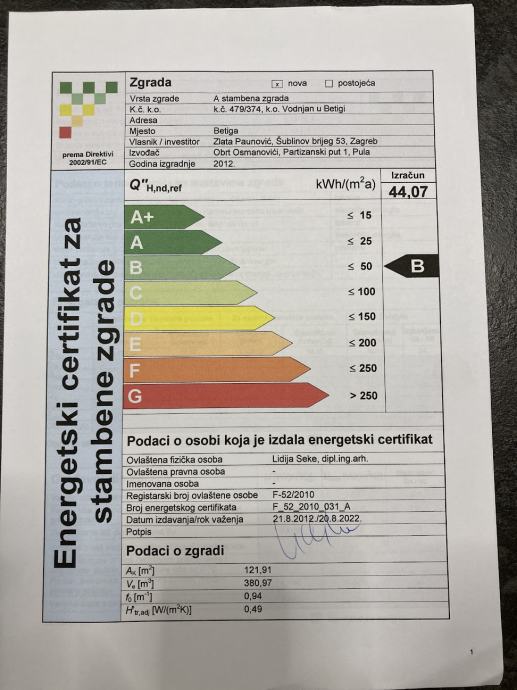 Zgrada x nova postojeća
Vrsta zgrade A stambena zgrada
K.č. k.o. k.č. 479/374, k.o. Vodnjan u Betigi
Adresa
Mjesto Betiga
Vlasnik / investitor Zlata Paunović, Šublinov brijeg 53, Zagreb
Izvođač Obrt Osmanovići, Partizanski put 1, Pula
Godina izgradnje 2012.
prema Direktivi
2002/91/EC
Energetski certifikat za
stambene zgrade
Q"H,nd,ref kWh/(m²a) Izračun
44,07
A+ ≤ 15
A ≤ 25
B ≤ 50 B
C ≤ 100
D ≤ 150
E ≤ 200
F ≤ 250
G > 250
Podaci o osobi koja je izdala energetski certifikat
Ovlaštena fizička osoba Lidija Seke, dipl.ing.arh.
Ovlaštena pravna osoba -
Imenovana osoba -
Registarski broj ovlaštene osobe F-52/2010
Broj energetskog certifikata F_52_2010_031_A
Datum izdavanja/rok važenja 21.8.2012./20.8.2022.
Potpis
Podaci o zgradi
AK [m²] 121,91
Ve [m³] 380,97
f0 [m⁻¹] 0,94
H'tr,adj [W/(m²K)] 0,49
1